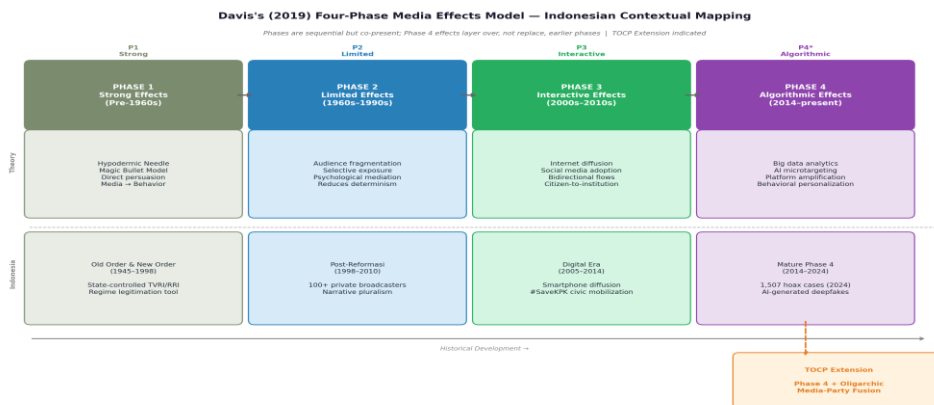 Davis's (2019) Four-Phase Media Effects Model — Indonesian Contextual Mapping
Phases are sequential but co-present; Phase 4 effects layer over, not replace, earlier phases | TOCP Extension indicated
P1
Strong
P2
Limited
P3
Interactive
P4*
Algorithmic
PHASE 1
Strong Effects
(Pre-1960s)
PHASE 2
Limited Effects
(1960s-1990s)
PHASE 3
Interactive Effects
(2000s-2010s)
PHASE 4
Algorithmic Effects
(2014-present)
Theory
Hypodermic Needle
Magic Bullet Model
Direct persuasion
Media → Behavior
Audience fragmentation
Selective exposure
Psychological mediation
Reduces determinism
Internet diffusion
Social media adoption
Bidirectional flows
Citizen-to-institution
Big data analytics
AI microtargeting
Platform amplification
Behavioral personalization
Indonesia
Old Order & New Order
(1945-1998)
State-controlled TVRI/RRI
Regime legitimation tool
Post-Reformasi
(1998-2010)
100+ private broadcasters
Narrative pluralism
Digital Era
(2005-2014)
Smartphone diffusion
#SaveKPK civic mobilization
Mature Phase 4
(2014-2024)
1,507 hoax cases (2024)
AI-generated deepfakes
Historical Development →
TOCP Extension
Phase 4 + Oligarchic
Media-Party Fusion